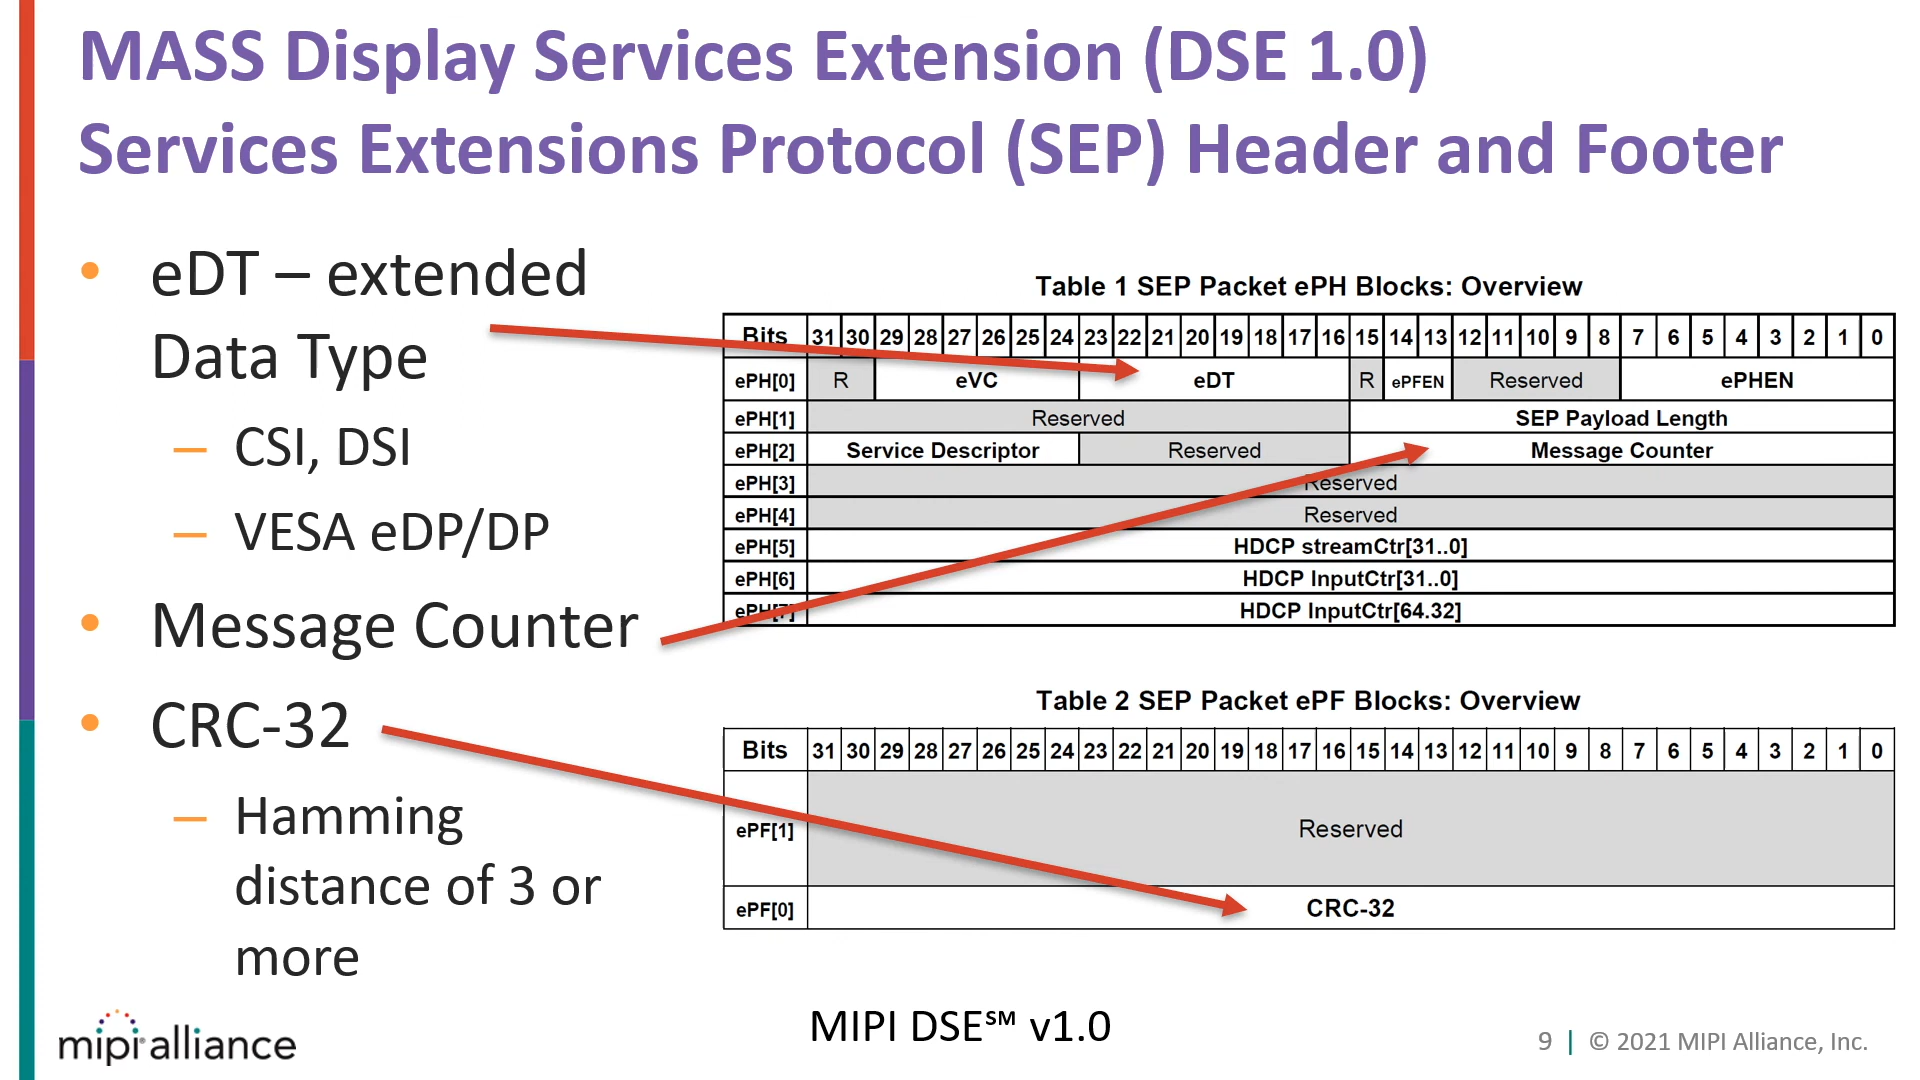 MASS Display Services Extension (DSE 1.0)
Services Extensions Protocol (SEP) Header and Footer
• eDT – extended
Data Type
– CSI, DSI
– VESA eDP/DP
• Message Counter
• CRC-32
– Hamming
distance of 3 or
more
Table 1 SEP Packet ePH Blocks: Overview
Bits 31 30 29 28 27 26 25 24 23 22 21 20 19 18 17 16 15 14 13 12 11 10 9 8 7 6 5 4 3 2 1 0
ePH[0] R eVC eDT R ePFEN Reserved ePHEN
ePH[1] Reserved SEP Payload Length
ePH[2] Service Descriptor Reserved Message Counter
ePH[3] Reserved
ePH[4] Reserved
ePH[5] HDCP streamCtr[31..0]
ePH[6] HDCP InputCtr[31..0]
ePH[7] HDCP InputCtr[64.32]
Table 2 SEP Packet ePF Blocks: Overview
Bits 31 30 29 28 27 26 25 24 23 22 21 20 19 18 17 16 15 14 13 12 11 10 9 8 7 6 5 4 3 2 1 0
ePF[1] Reserved
ePF[0] CRC-32
mipi® alliance
MIPI DSE℠ v1.0
9 | © 2021 MIPI Alliance, Inc.